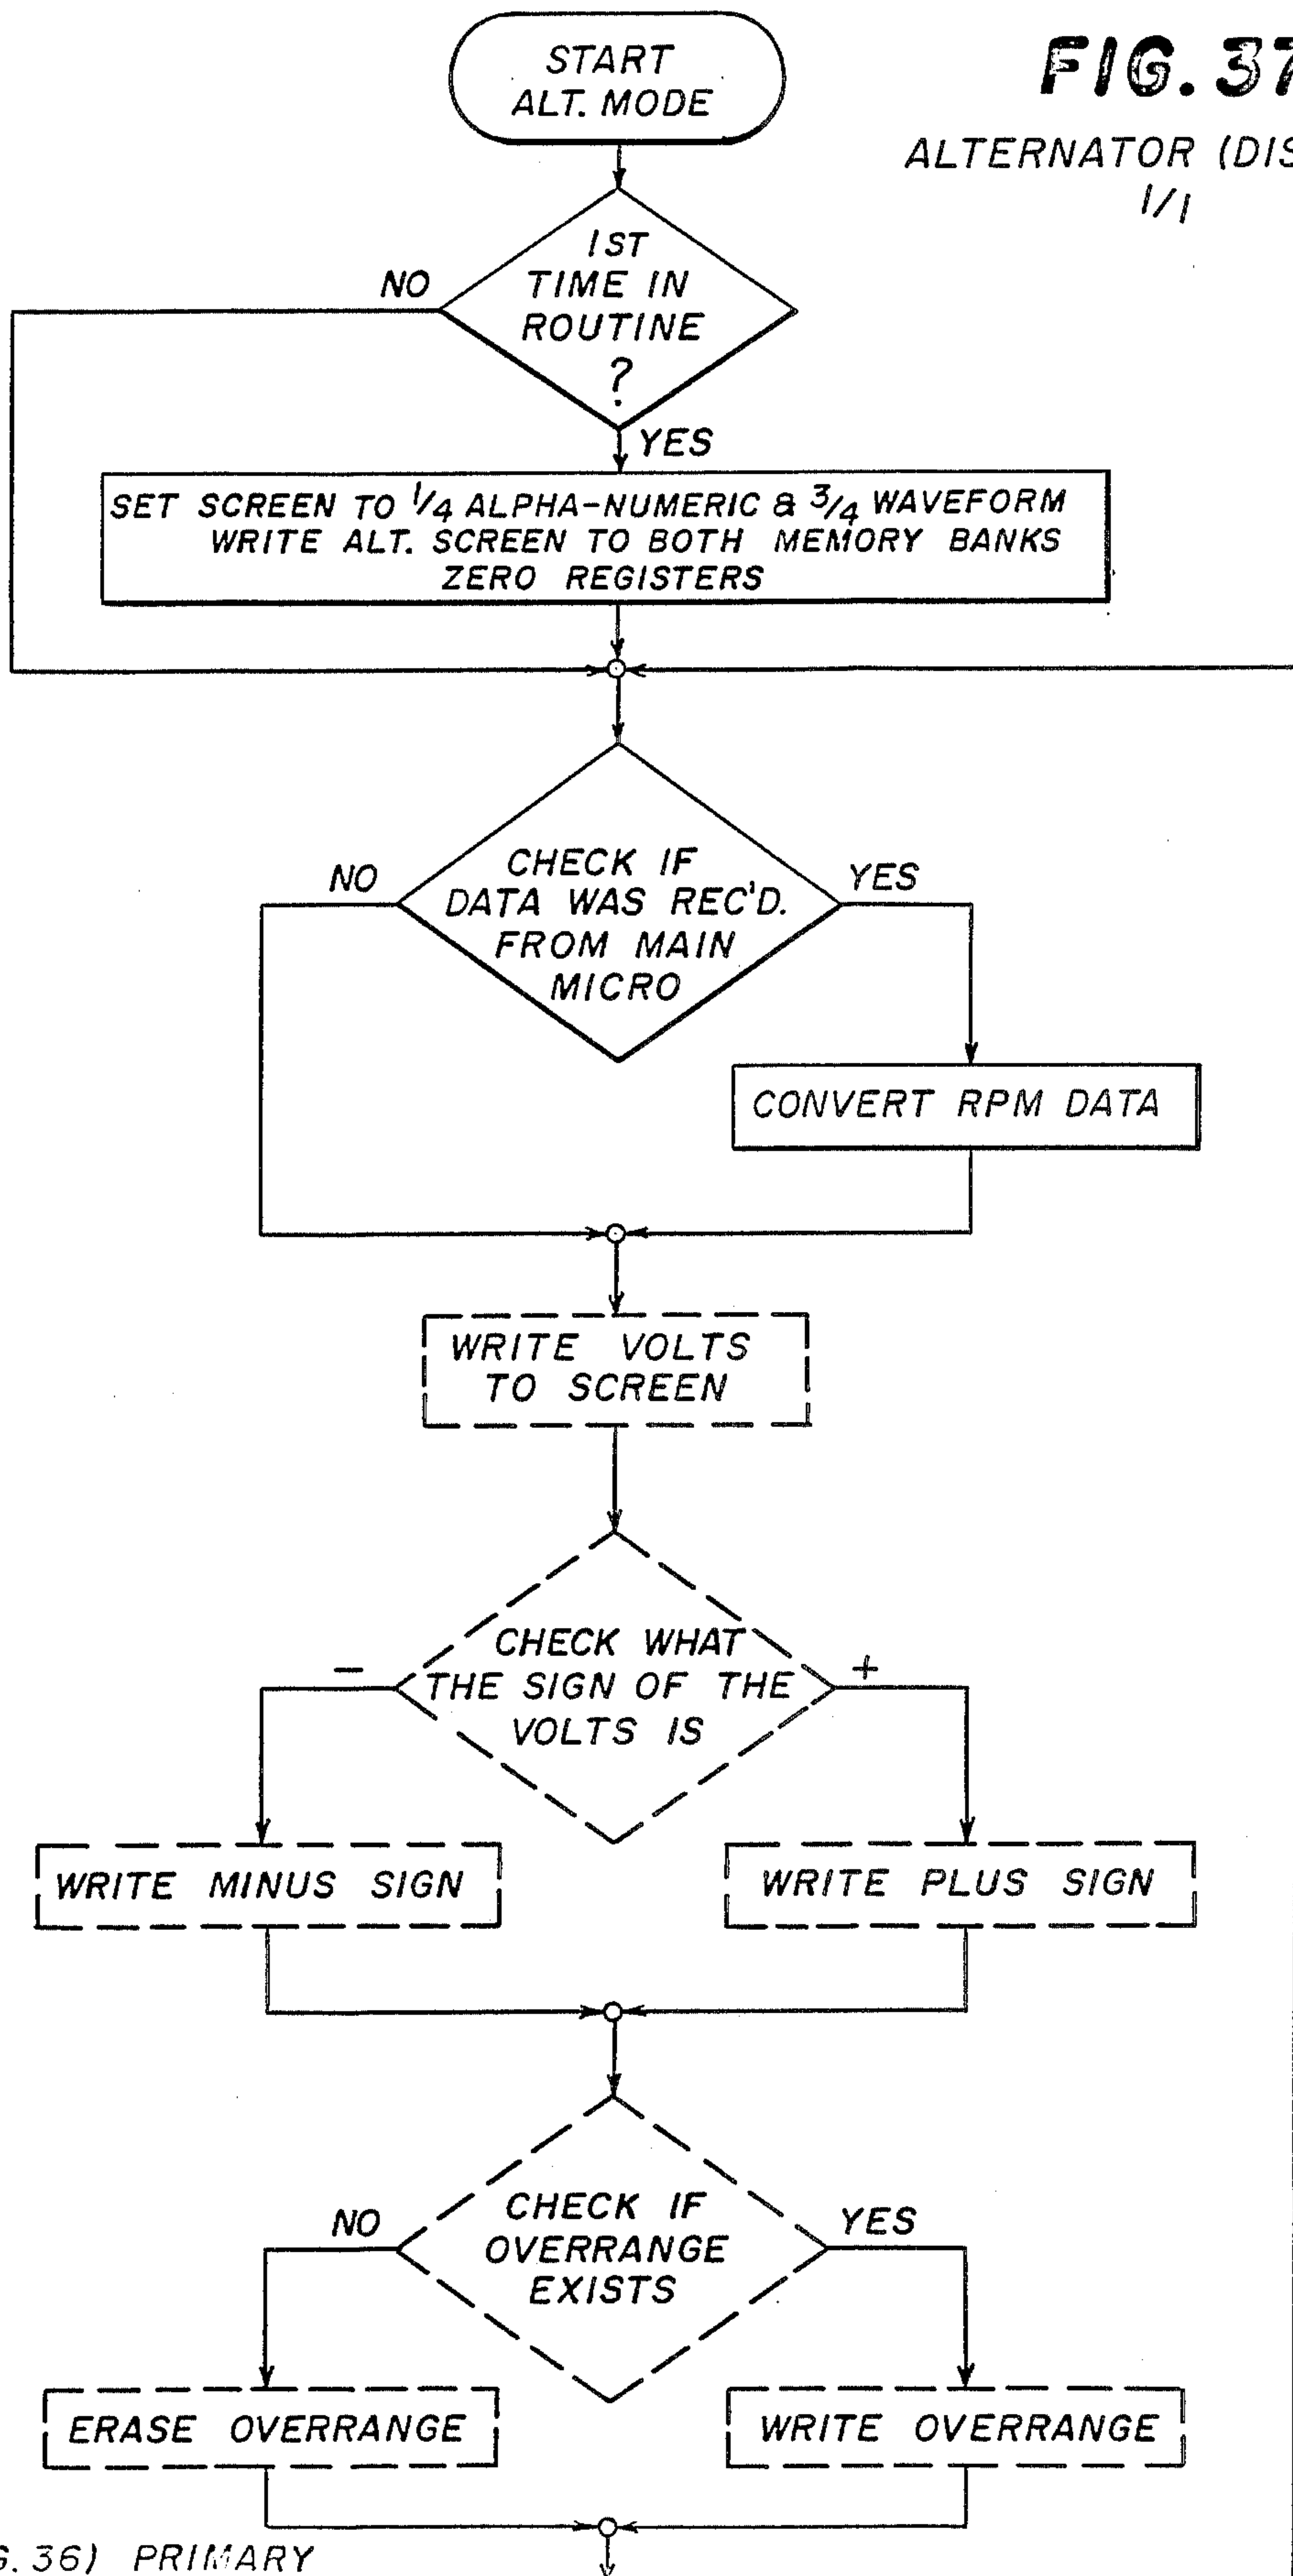 START
ALT. MODE
FIG. 37
ALTERNATOR (DIS
1/1
1ST
TIME IN
ROUTINE
?
NO
YES
SET SCREEN TO 1/4 ALPHA-NUMERIC & 3/4 WAVEFORM
WRITE ALT. SCREEN TO BOTH MEMORY BANKS
ZERO REGISTERS
NO
CHECK IF
DATA WAS REC'D.
FROM MAIN
MICRO
YES
CONVERT RPM DATA
WRITE VOLTS
TO SCREEN
−
CHECK WHAT
THE SIGN OF THE
VOLTS IS
+
WRITE MINUS SIGN
WRITE PLUS SIGN
NO
CHECK IF
OVERRANGE
EXISTS
YES
ERASE OVERRANGE
WRITE OVERRANGE
G. 36) PRIMARY